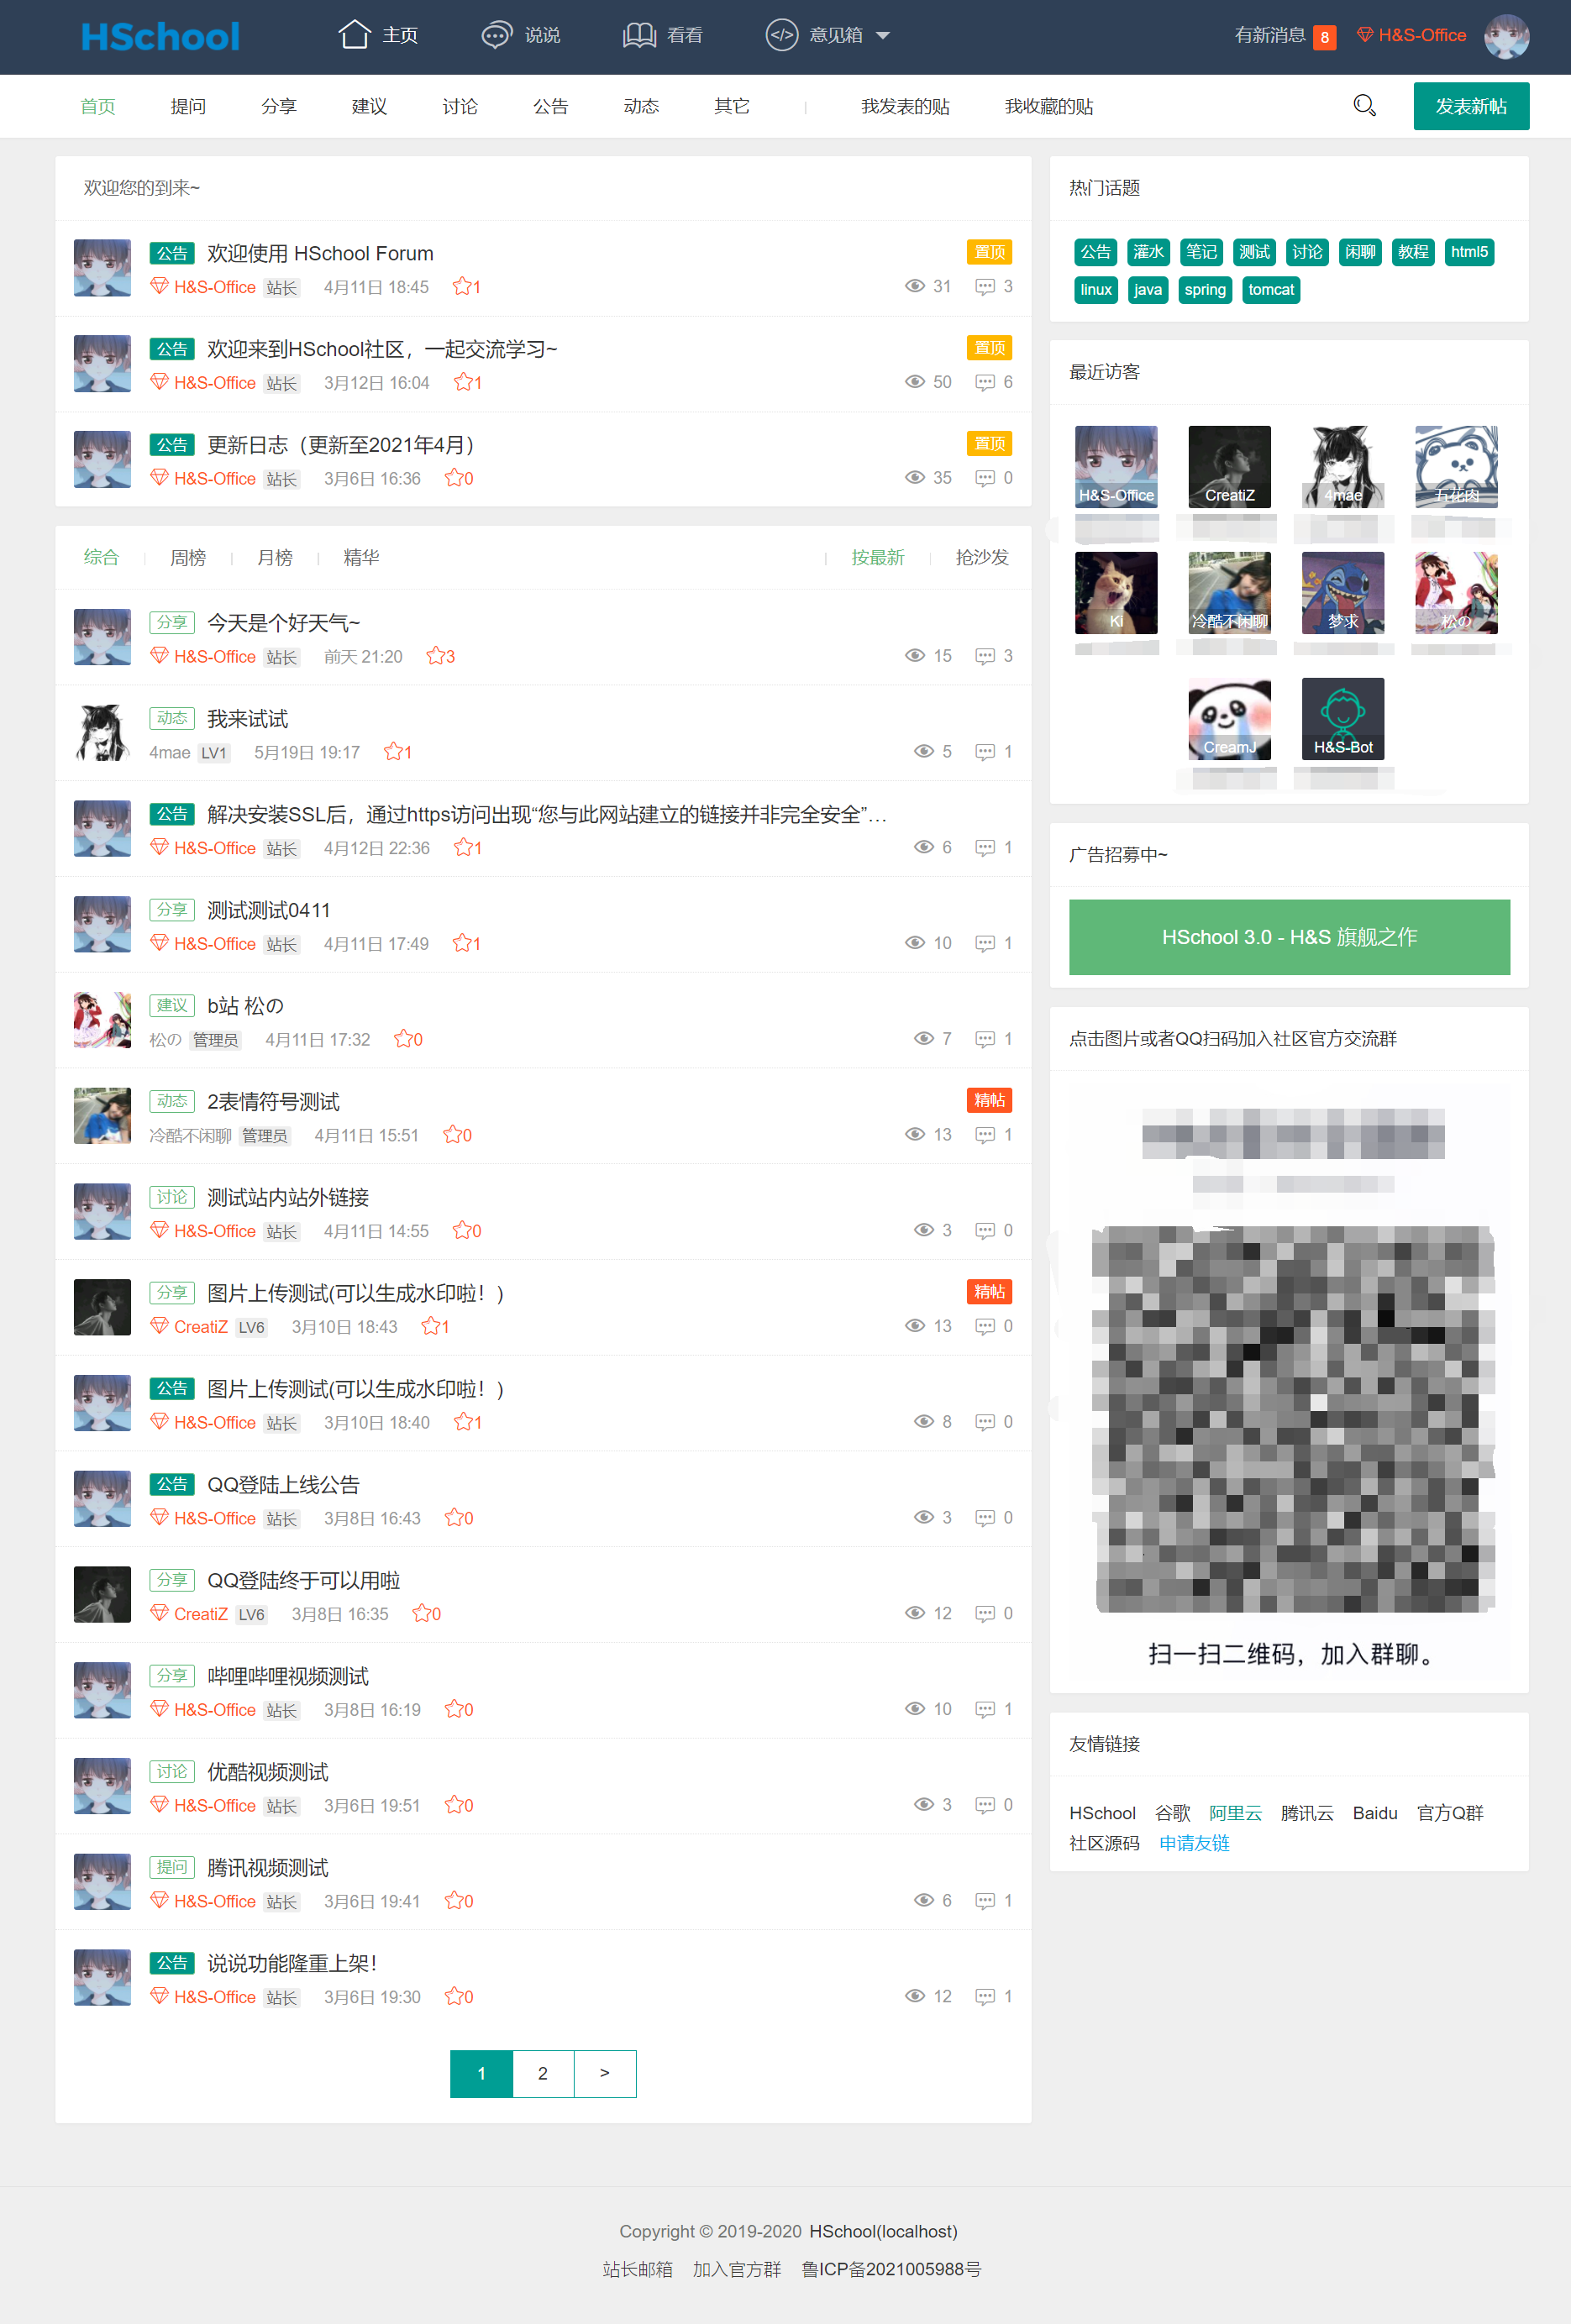 HSchool 主页 说说 看看 意见箱 有新消息 8 H&S-Office
首页 提问 分享 建议 讨论 公告 动态 其它 我发表的贴 我收藏的贴 发表新帖
欢迎您的到来~
公告 欢迎使用 HSchool Forum 置顶
H&S-Office 站长 4月11日 18:45 1 31 3
公告 欢迎来到HSchool社区，一起交流学习~ 置顶
H&S-Office 站长 3月12日 16:04 1 50 6
公告 更新日志（更新至2021年4月） 置顶
H&S-Office 站长 3月6日 16:36 0 35 0
综合 周榜 月榜 精华 按最新 抢沙发
分享 今天是个好天气~
H&S-Office 站长 前天 21:20 3 15 3
动态 我来试试
4mae LV1 5月19日 19:17 1 5 1
公告 解决安装SSL后，通过https访问出现“您与此网站建立的链接并非完全安全”…
H&S-Office 站长 4月12日 22:36 1 6 1
分享 测试测试0411
H&S-Office 站长 4月11日 17:49 1 10 1
建议 b站 松の
松の 管理员 4月11日 17:32 0 7 1
动态 2表情符号测试 精帖
冷酷不闲聊 管理员 4月11日 15:51 0 13 1
讨论 测试站内站外链接
H&S-Office 站长 4月11日 14:55 0 3 0
分享 图片上传测试(可以生成水印啦！) 精帖
CreatiZ LV6 3月10日 18:43 1 13 0
公告 图片上传测试(可以生成水印啦！)
H&S-Office 站长 3月10日 18:40 1 8 0
公告 QQ登陆上线公告
H&S-Office 站长 3月8日 16:43 0 3 0
分享 QQ登陆终于可以用啦
CreatiZ LV6 3月8日 16:35 0 12 0
分享 哔哩哔哩视频测试
H&S-Office 站长 3月8日 16:19 0 10 1
讨论 优酷视频测试
H&S-Office 站长 3月6日 19:51 0 3 0
提问 腾讯视频测试
H&S-Office 站长 3月6日 19:41 0 6 1
公告 说说功能隆重上架！
H&S-Office 站长 3月6日 19:30 0 12 1
1 2 >
热门话题
公告 灌水 笔记 测试 讨论 闲聊 教程 html5
linux java spring tomcat
最近访客
H&S-Office CreatiZ 4mae 五花肉
Ki 冷酷不闲聊 梦求 松の
CreamJ H&S-Bot
广告招募中~
HSchool 3.0 - H&S 旗舰之作
点击图片或者QQ扫码加入社区官方交流群
扫一扫二维码，加入群聊。
友情链接
HSchool 谷歌 阿里云 腾讯云 Baidu 官方Q群
社区源码 申请友链
Copyright © 2019-2020 HSchool(localhost)
站长邮箱 加入官方群 鲁ICP备2021005988号